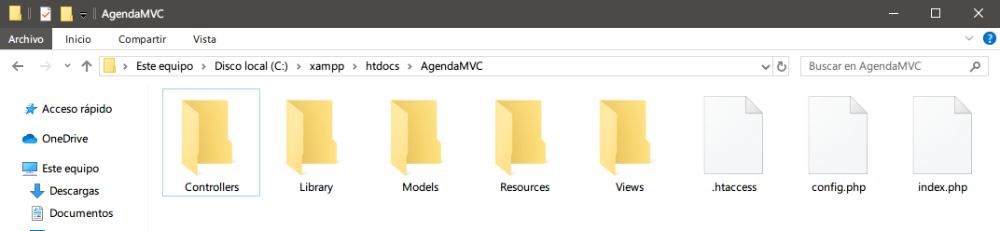 AgendaMVC
Archivo Inicio Compartir Vista
Este equipo Disco local (C:) xampp htdocs AgendaMVC Buscar en AgendaMVC
Acceso rápido
OneDrive
Este equipo
Descargas
Documentos
Controllers Library Models Resources Views .htaccess config.php index.php